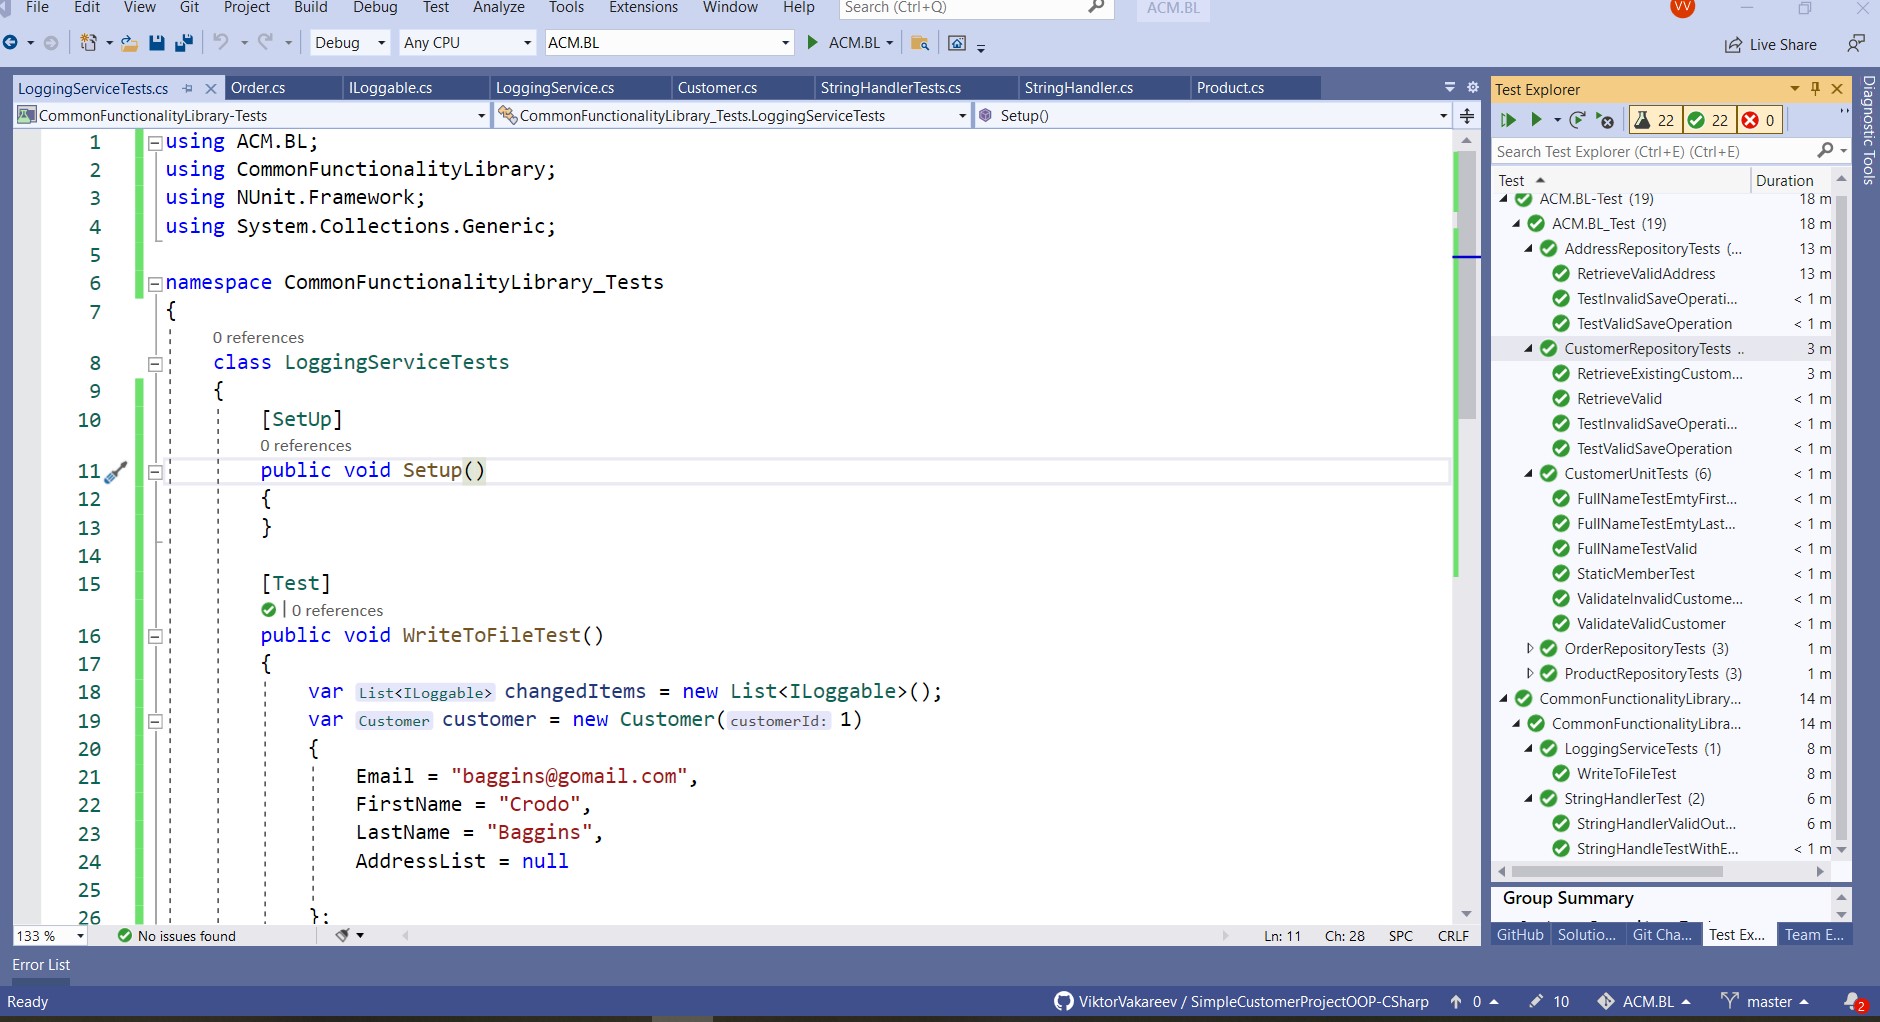 File Edit View Git Project Build Debug Test Analyze Tools Extensions Window Help Search (Ctrl+Q) ACM.BL VV
Debug Any CPU ACM.BL ACM.BL Live Share
LoggingServiceTests.cs Order.cs ILoggable.cs LoggingService.cs Customer.cs StringHandlerTests.cs StringHandler.cs Product.cs
CommonFunctionalityLibrary-Tests CommonFunctionalityLibrary_Tests.LoggingServiceTests Setup()
1 using ACM.BL;
2 using CommonFunctionalityLibrary;
3 using NUnit.Framework;
4 using System.Collections.Generic;
5
6 namespace CommonFunctionalityLibrary_Tests
7 {
0 references
8 class LoggingServiceTests
9 {
10 [SetUp]
0 references
11 public void Setup()
12 {
13 }
14
15 [Test]
0 references
16 public void WriteToFileTest()
17 {
18 var List<ILoggable> changedItems = new List<ILoggable>();
19 var Customer customer = new Customer(customerId: 1)
20 {
21 Email = "baggins@gomail.com",
22 FirstName = "Crodo",
23 LastName = "Baggins",
24 AddressList = null
25
26 };
133 % No issues found Ln: 11 Ch: 28 SPC CRLF
Test Explorer
22 22 0
Search Test Explorer (Ctrl+E) (Ctrl+E)
Test Duration
ACM.BL-Test (19) 18 m
ACM.BL_Test (19) 18 m
AddressRepositoryTests (... 13 m
RetrieveValidAddress 13 m
TestInvalidSaveOperati... < 1 m
TestValidSaveOperation < 1 m
CustomerRepositoryTests .. 3 m
RetrieveExistingCustom... 3 m
RetrieveValid < 1 m
TestInvalidSaveOperati... < 1 m
TestValidSaveOperation < 1 m
CustomerUnitTests (6) < 1 m
FullNameTestEmtyFirst... < 1 m
FullNameTestEmtyLast... < 1 m
FullNameTestValid < 1 m
StaticMemberTest < 1 m
ValidateInvalidCustome... < 1 m
ValidateValidCustomer < 1 m
OrderRepositoryTests (3) 1 m
ProductRepositoryTests (3) 1 m
CommonFunctionalityLibrary... 14 m
CommonFunctionalityLibra... 14 m
LoggingServiceTests (1) 8 m
WriteToFileTest 8 m
StringHandlerTest (2) 6 m
StringHandlerValidOut... 6 m
StringHandleTestWithE... < 1 m
Group Summary
GitHub Solutio... Git Cha... Test Ex... Team E...
Diagnostic Tools
Error List
Ready ViktorVakareev / SimpleCustomerProjectOOP-CSharp 0 10 ACM.BL master 2